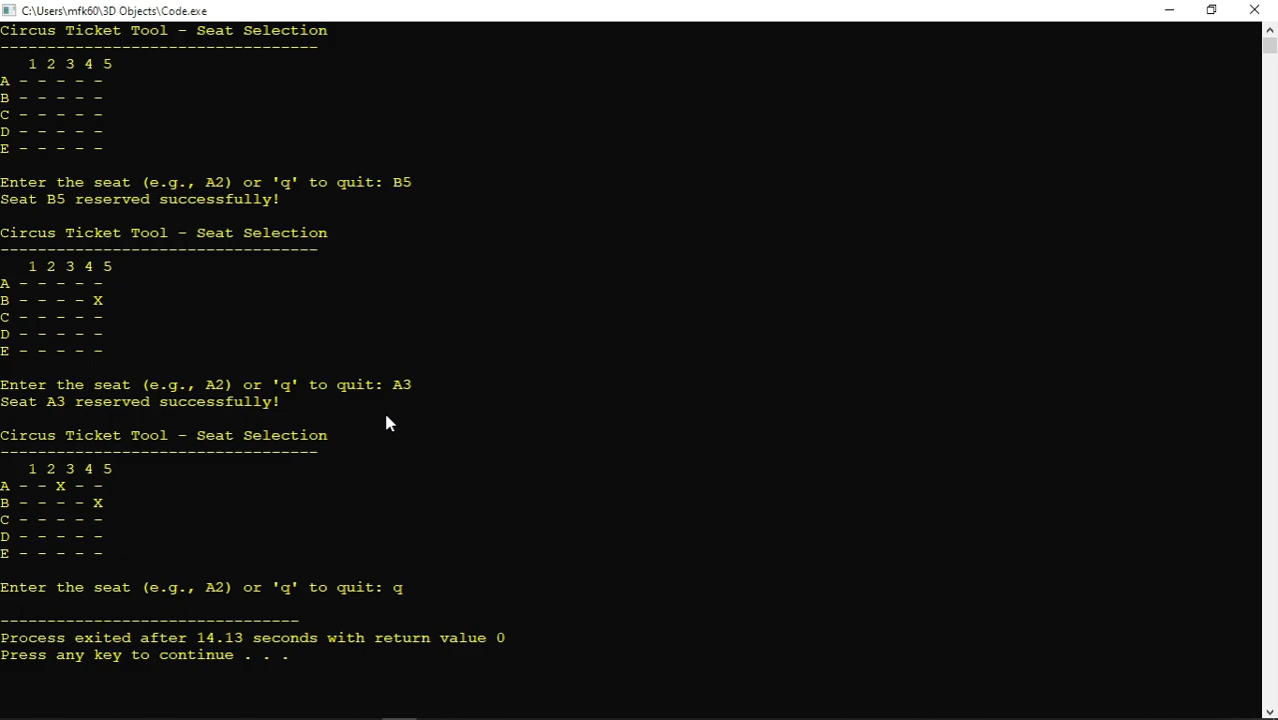 C:\Users\mfk60\3D Objects\Code.exe
Circus Ticket Tool - Seat Selection
----------------------------------
   1 2 3 4 5
A - - - - -
B - - - - -
C - - - - -
D - - - - -
E - - - - -
Enter the seat (e.g., A2) or 'q' to quit: B5
Seat B5 reserved successfully!
Circus Ticket Tool - Seat Selection
----------------------------------
   1 2 3 4 5
A - - - - -
B - - - - X
C - - - - -
D - - - - -
E - - - - -
Enter the seat (e.g., A2) or 'q' to quit: A3
Seat A3 reserved successfully!
Circus Ticket Tool - Seat Selection
----------------------------------
   1 2 3 4 5
A - - X - -
B - - - - X
C - - - - -
D - - - - -
E - - - - -
Enter the seat (e.g., A2) or 'q' to quit: q
--------------------------------
Process exited after 14.13 seconds with return value 0
Press any key to continue . . .